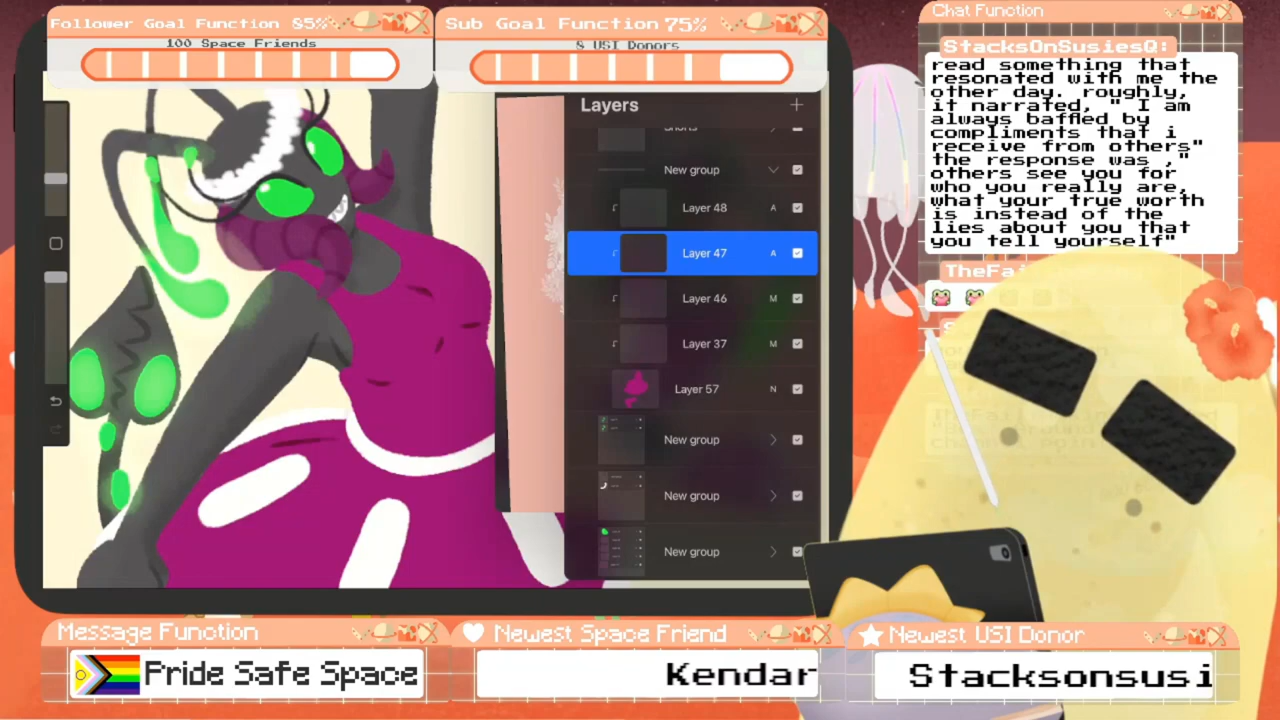 Follower Goal Function 85%
100 Space Friends
Sub Goal Function 75%
8 USI Donors
Chat Function
StacksOnSusiesQ:
read something that
resonated with me the
other day. roughly,
it narrated, " I am
always baffled by
compliments that i
receive from others"
the response was ,"
others see you for
who you really are,
what your true worth
is instead of the
lies about you that
you tell yourself"
Layers
Shorts
New group
Layer 48 A
Layer 47 A
Layer 46 M
Layer 37 M
Layer 57 N
New group
New group
New group
Message Function
Pride Safe Space
Newest Space Friend
Kendar
Newest USI Donor
Stacksonsusi